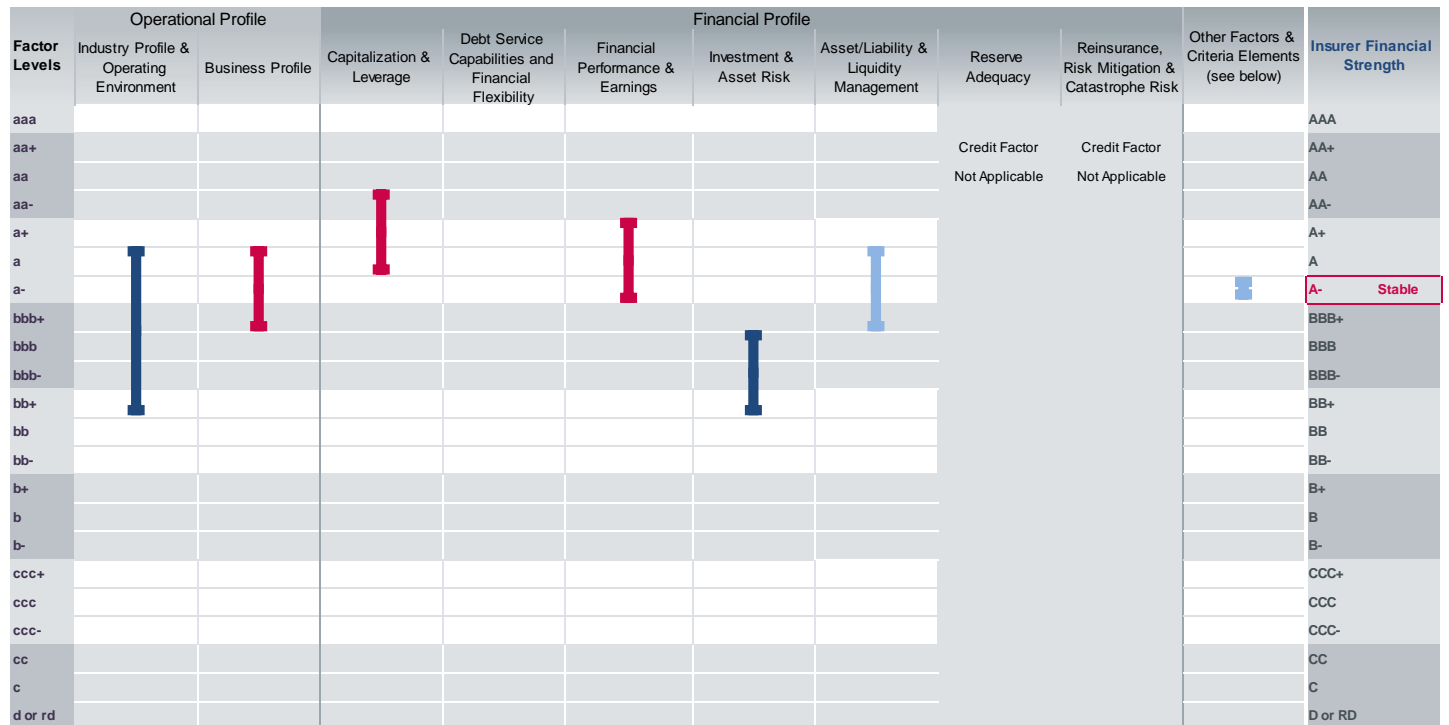 Operational Profile
Financial Profile
Factor
Levels
Industry Profile &
Operating
Environment
Business Profile
Capitalization &
Leverage
Debt Service
Capabilities and
Financial
Flexibility
Financial
Performance &
Earnings
Investment &
Asset Risk
Asset/Liability &
Liquidity
Management
Reserve
Adequacy
Reinsurance,
Risk Mitigation &
Catastrophe Risk
Other Factors &
Criteria Elements
(see below)
Insurer Financial
Strength
aaa AAA
aa+ Credit Factor Credit Factor AA+
aa Not Applicable Not Applicable AA
aa- AA-
a+ A+
a A
a- A- Stable
bbb+ BBB+
bbb BBB
bbb- BBB-
bb+ BB+
bb BB
bb- BB-
b+ B+
b B
b- B-
ccc+ CCC+
ccc CCC
ccc- CCC-
cc CC
c C
d or rd D or RD